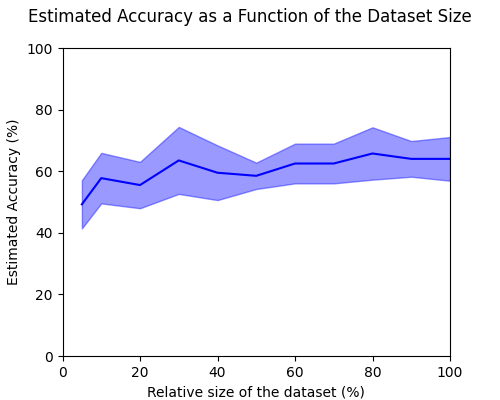 Estimated Accuracy as a Function of the Dataset Size
100
80
60
40
20
0
Estimated Accuracy (%)
0 20 40 60 80 100
Relative size of the dataset (%)